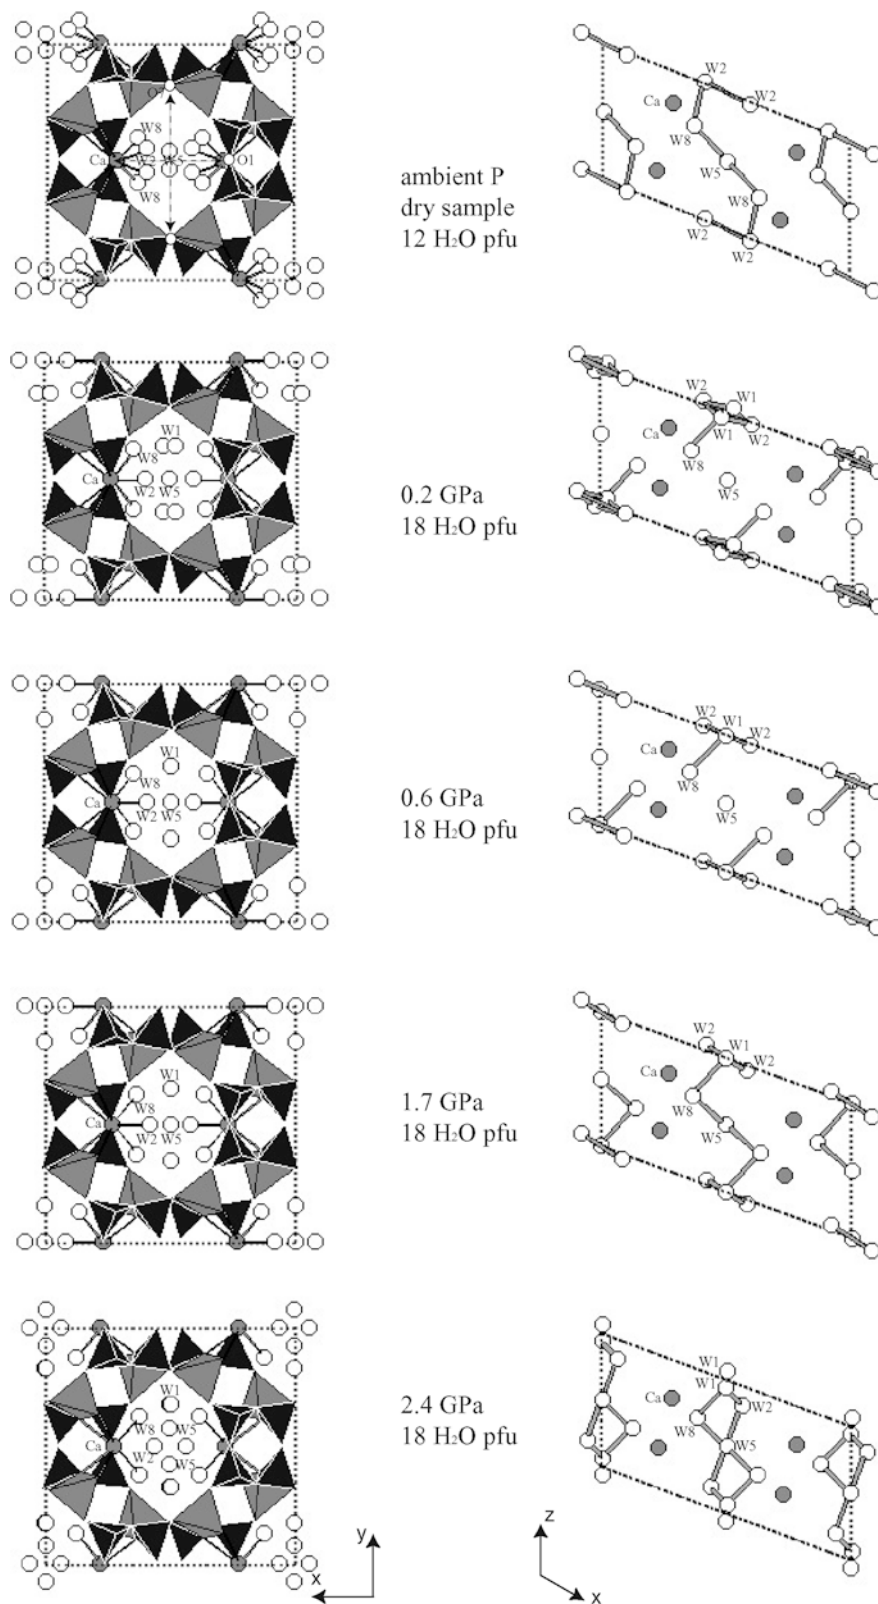 O7
W8
Ca W2 W5 O1
W8
ambient P
dry sample
12 H₂O pfu
W2
W2
Ca
W8
W5
W8
W2
W2
W1
W8
Ca
W2 W5
0.2 GPa
18 H₂O pfu
W2
W1
W1
W2
Ca
W8
W5
W1
W8
Ca
W2 W5
0.6 GPa
18 H₂O pfu
W2
W1
W2
Ca
W8
W5
W1
W8
Ca
W2 W5
1.7 GPa
18 H₂O pfu
W2
W1
W2
Ca
W8
W5
W1
W8 W5
Ca
W2 W5
2.4 GPa
18 H₂O pfu
W1
W1
Ca
W2
W8
W5
y
x
z
x